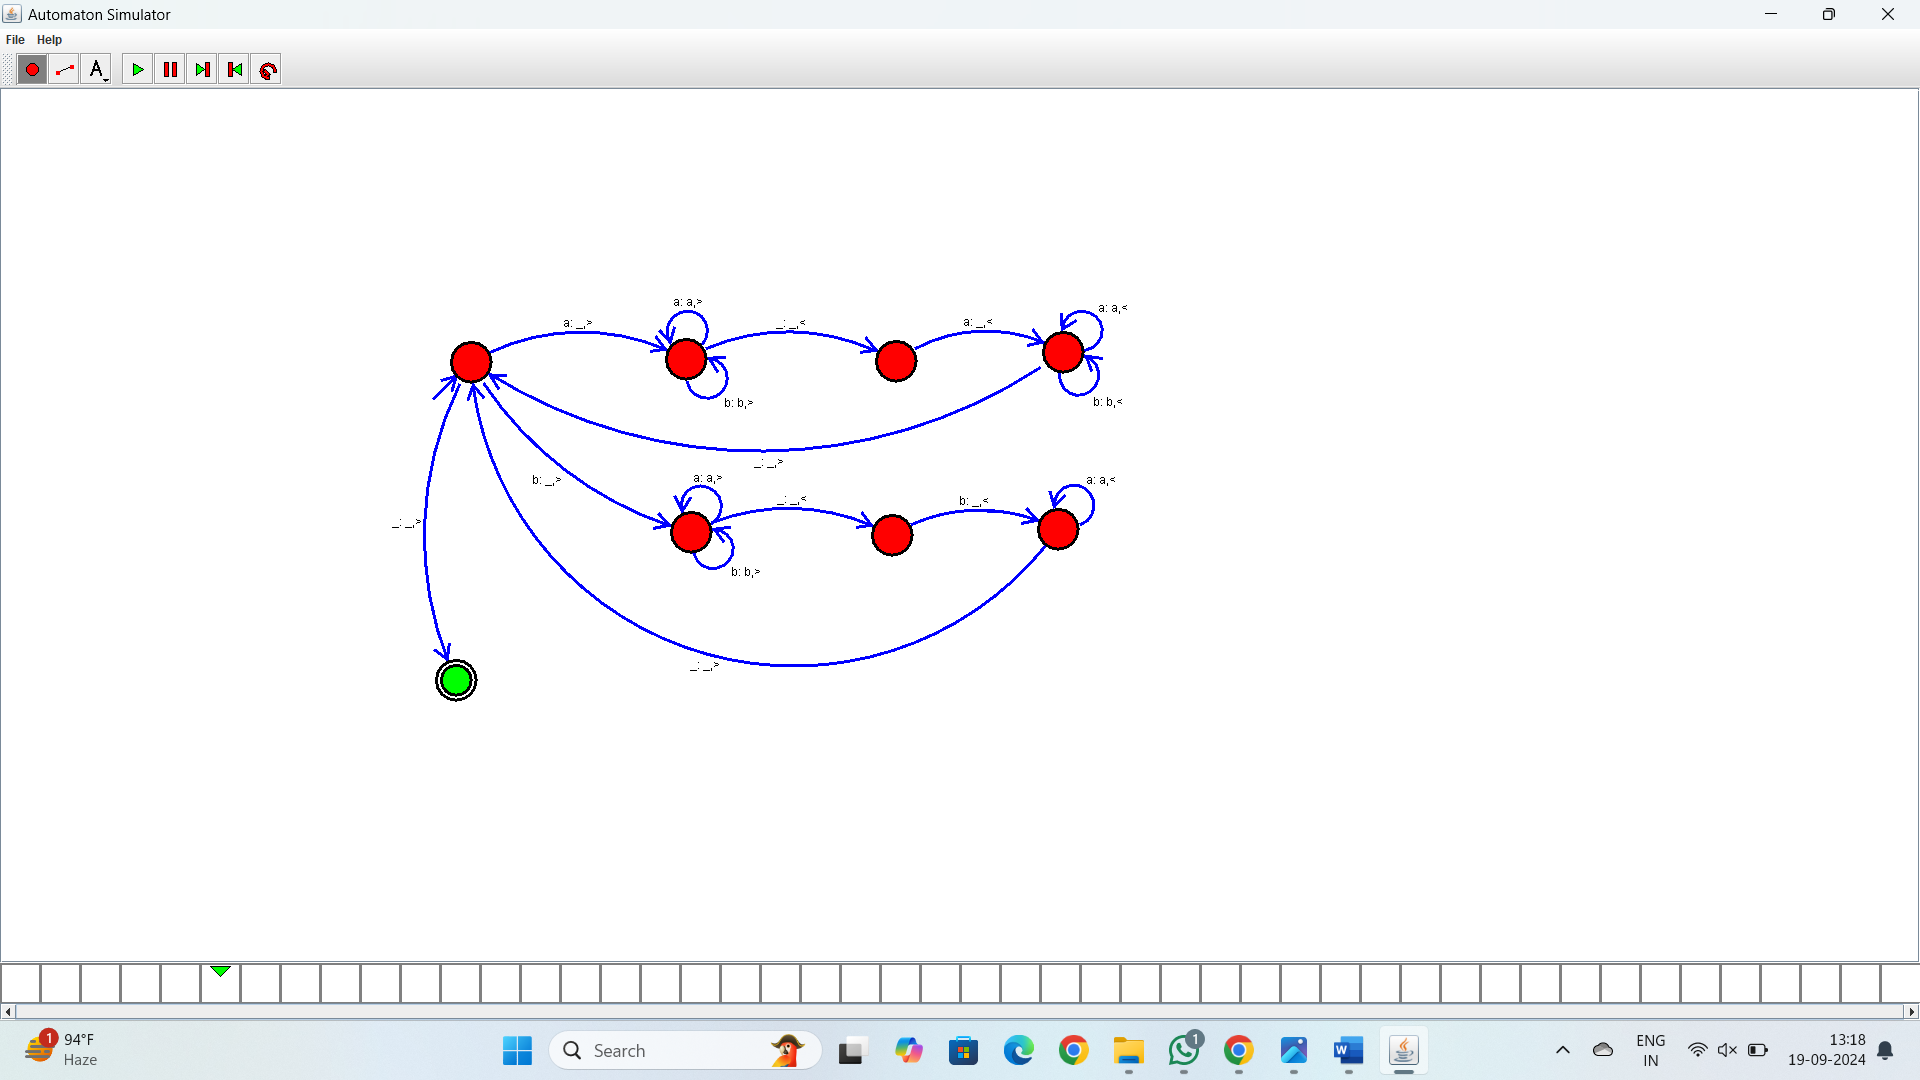 Automaton Simulator
File Help
A
a: a,>
a: a,<
a: _,>
_: _,<
a: _,<
b: b,>
b: b,<
_: _,>
b: _,>
a: a,>
a: a,<
_: _,<
b: _,<
_: _,>
b: b,>
_: _,>
1
94°F
Haze
Search
1
W
ENG
IN
13:18
19-09-2024